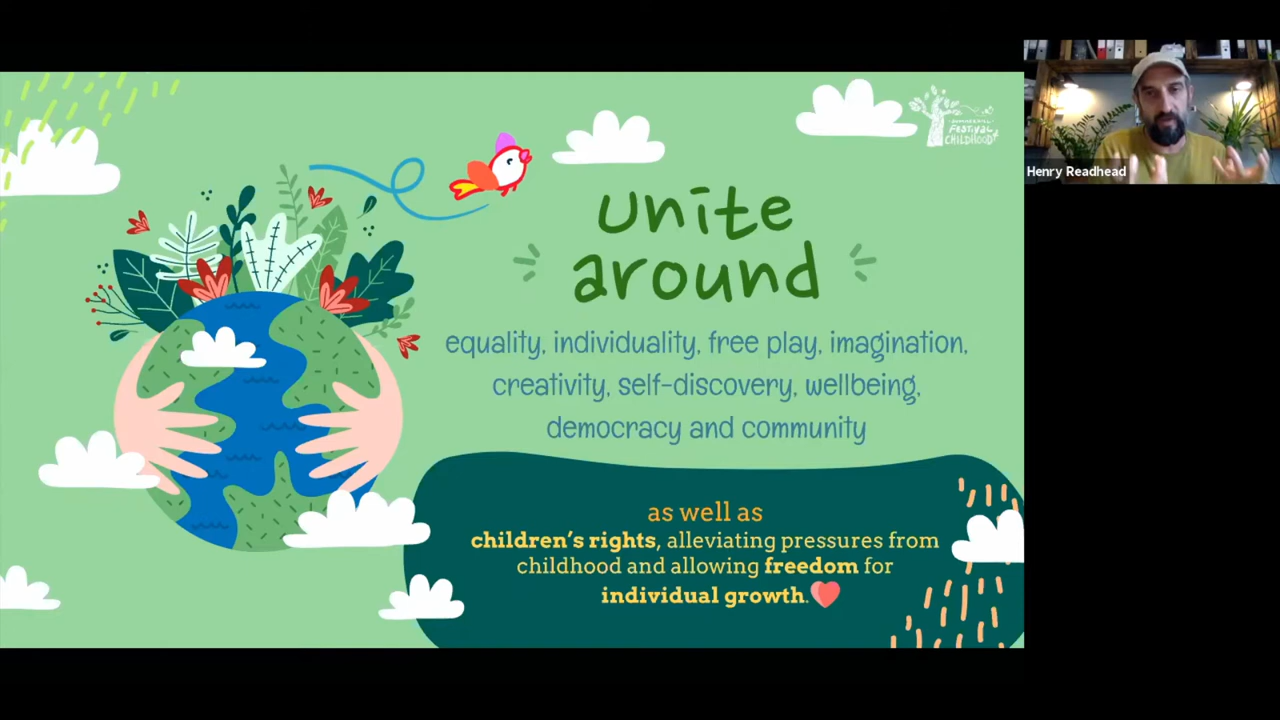 SUMMERHILL
FESTIVAL
CHILDHOOD
Henry Readhead
unite
around
equality, individuality, free play, imagination,
creativity, self-discovery, wellbeing,
democracy and community
as well as
children's rights, alleviating pressures from
childhood and allowing freedom for
individual growth.